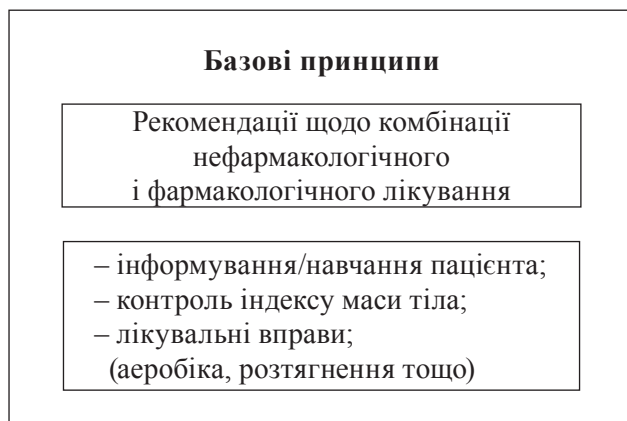 Базові принципи
Рекомендації щодо комбінації
нефармакологічного
і фармакологічного лікування
– інформування/навчання пацієнта;
– контроль індексу маси тіла;
– лікувальні вправи;
(аеробіка, розтягнення тощо)